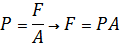 P = F/A → F = PA